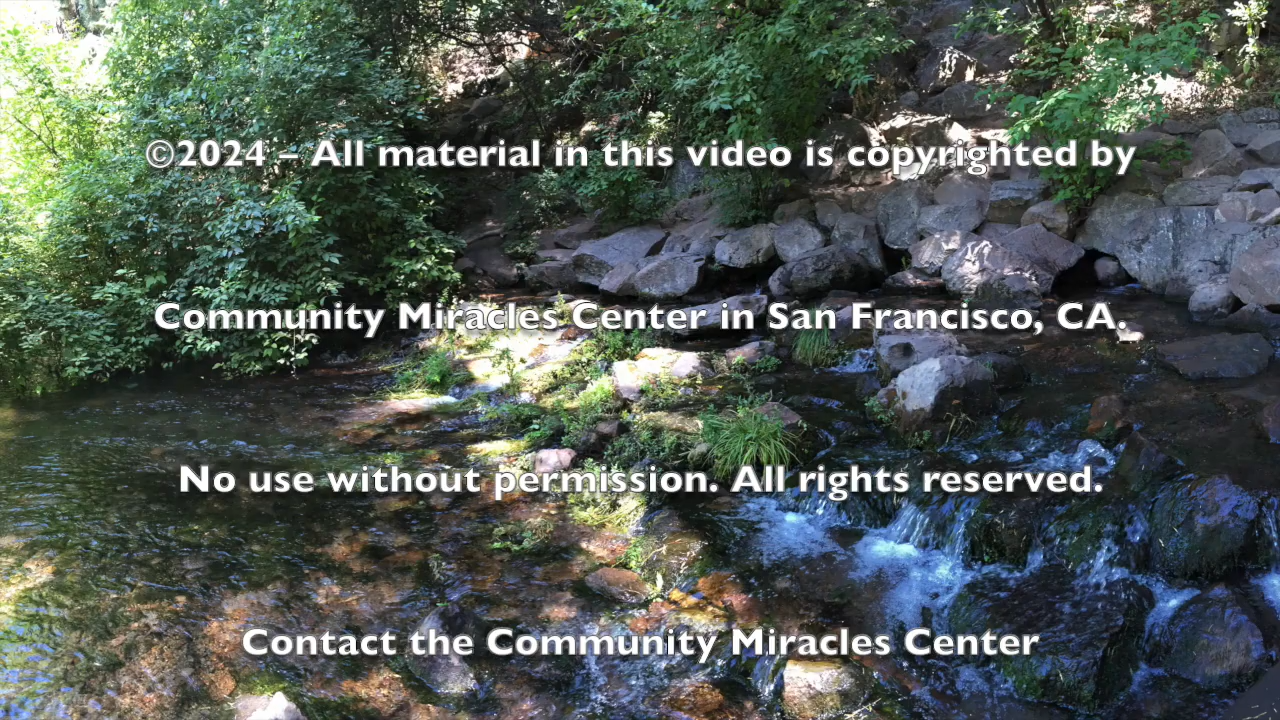 ©2024 – All material in this video is copyrighted by
Community Miracles Center in San Francisco, CA.
No use without permission. All rights reserved.
Contact the Community Miracles Center